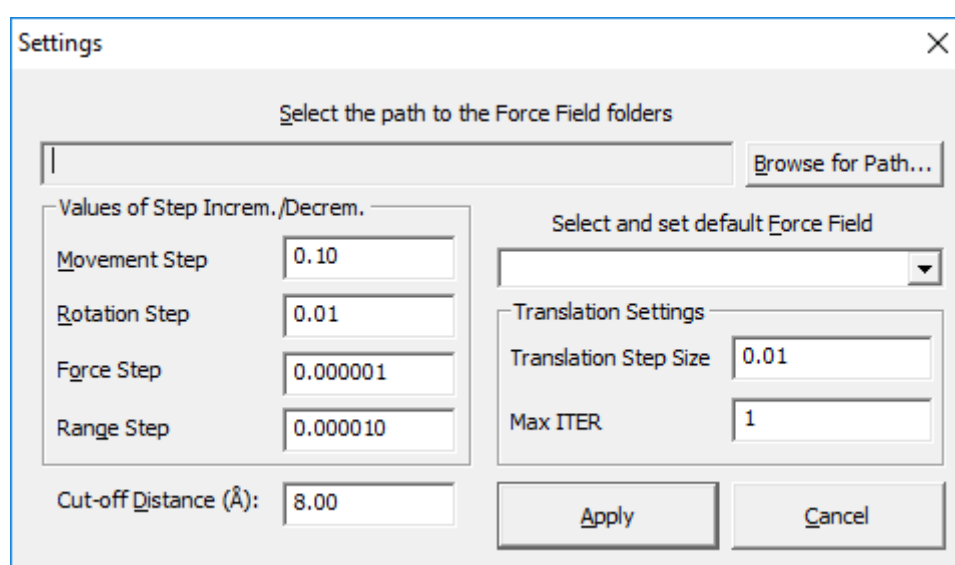 Settings
Select the path to the Force Field folders
Browse for Path...
Values of Step Increm./Decrem.
Movement Step 0.10
Rotation Step 0.01
Force Step 0.000001
Range Step 0.000010
Cut-off Distance (Å): 8.00
Select and set default Force Field
Translation Settings
Translation Step Size 0.01
Max ITER 1
Apply Cancel